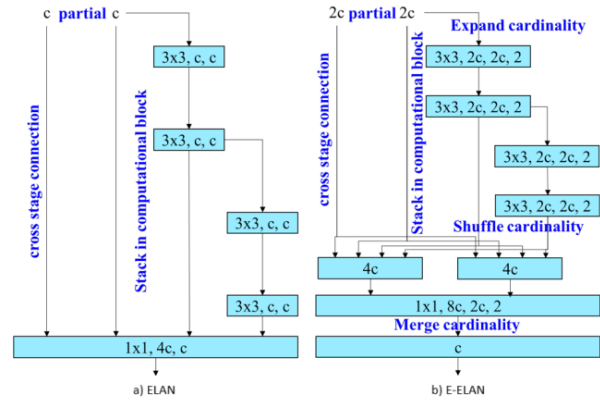 c partial c
3x3, c, c
3x3, c, c
3x3, c, c
3x3, c, c
cross stage connection
Stack in computational block
1x1, 4c, c
a) ELAN
2c partial 2c
Expand cardinality
3x3, 2c, 2c, 2
3x3, 2c, 2c, 2
3x3, 2c, 2c, 2
3x3, 2c, 2c, 2
cross stage connection
Stack in computational block
Shuffle cardinality
4c
4c
1x1, 8c, 2c, 2
Merge cardinality
c
b) E-ELAN